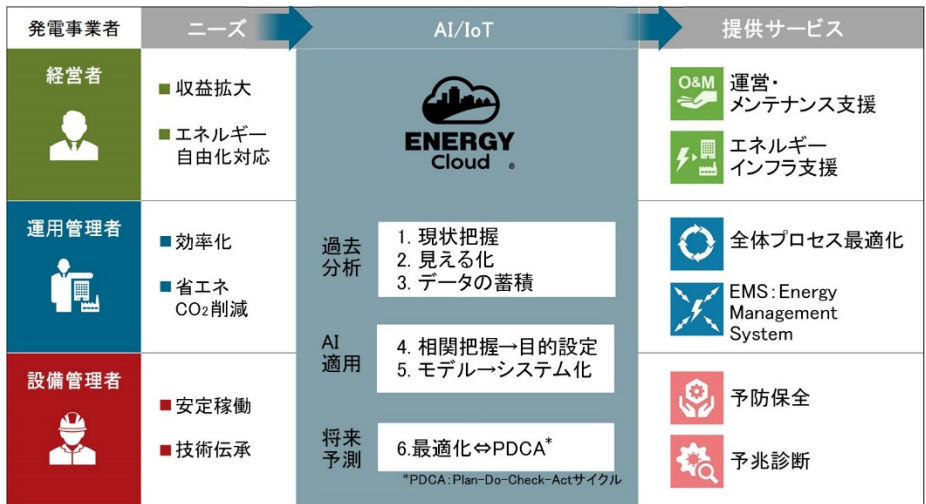 発電事業者
ニーズ
AI/IoT
提供サービス
経営者
■収益拡大
■エネルギー
自由化対応
ENERGY
Cloud ®
O&M
運営・
メンテナンス支援
エネルギー
インフラ支援
運用管理者
■効率化
■省エネ
CO₂削減
過去
分析
1. 現状把握
2. 見える化
3. データの蓄積
全体プロセス最適化
EMS：Energy
Management
System
AI
適用
4. 相関把握→目的設定
5. モデル→システム化
設備管理者
■安定稼働
■技術伝承
将来
予測
6.最適化⇔PDCA*
*PDCA：Plan-Do-Check-Actサイクル
予防保全
予兆診断